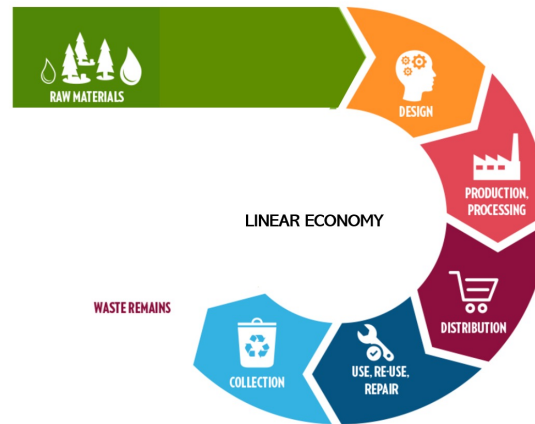 RAW MATERIALS
DESIGN
PRODUCTION,
PROCESSING
LINEAR ECONOMY
WASTE REMAINS
DISTRIBUTION
USE, RE-USE,
REPAIR
COLLECTION